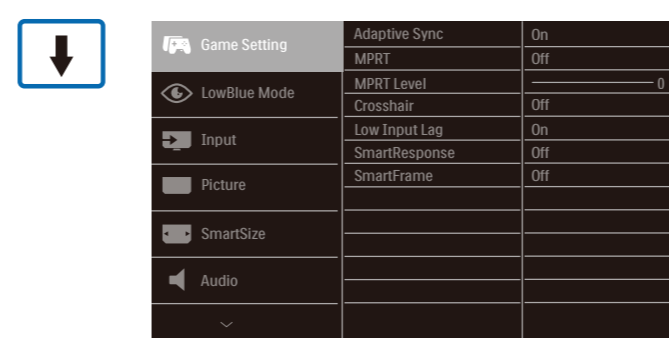 Game Setting
LowBlue Mode
Input
Picture
SmartSize
Audio
Adaptive Sync On
MPRT Off
MPRT Level 0
Crosshair Off
Low Input Lag On
SmartResponse Off
SmartFrame Off